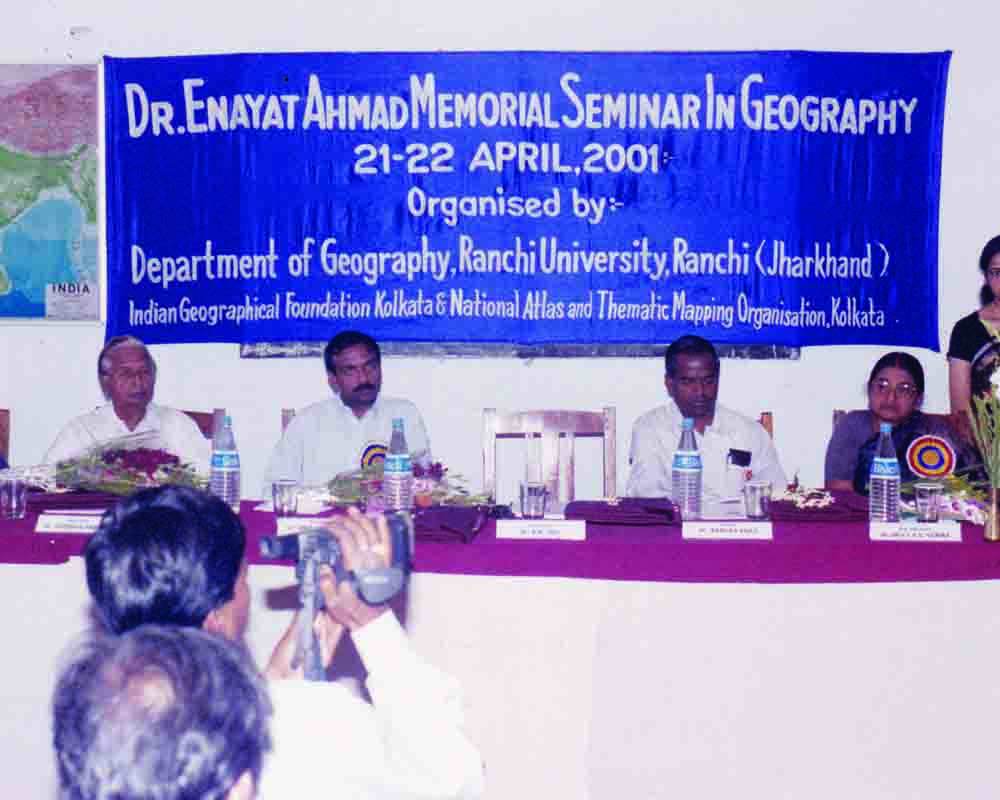 DR. ENAYAT AHMAD MEMORIAL SEMINAR IN GEOGRAPHY
21-22 APRIL, 2001:-
Organised by:-
Department of Geography, Ranchi University, Ranchi (Jharkhand)
Indian Geographical Foundation Kolkata & National Atlas and Thematic Mapping Organisation, Kolkata
INDIA